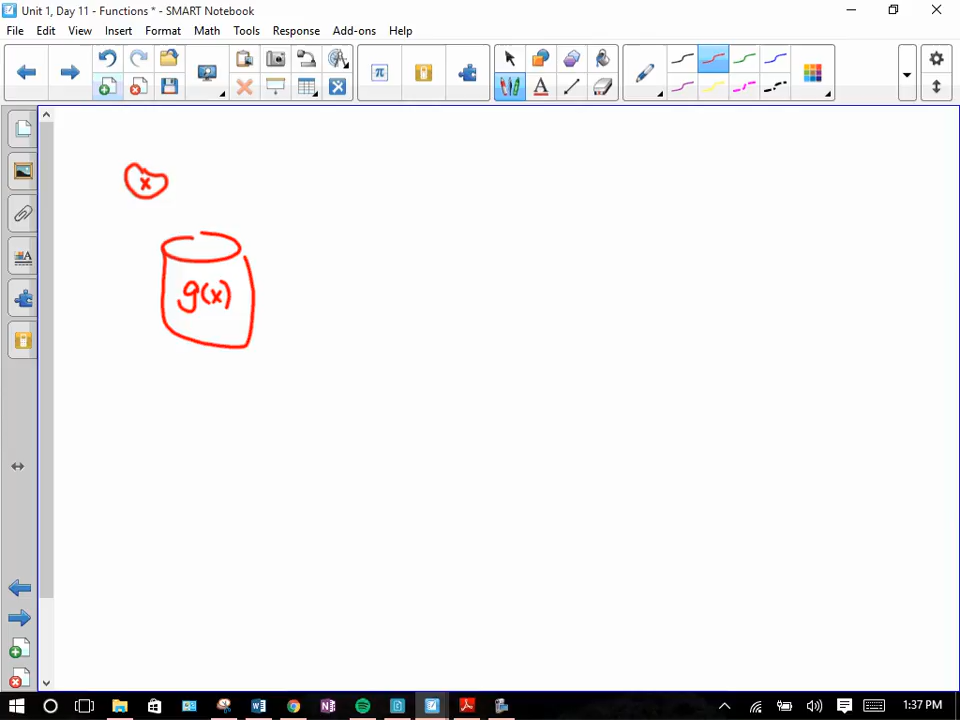 Unit 1, Day 11 - Functions * - SMART Notebook
File Edit View Insert Format Math Tools Response Add-ons Help
x
g(x)
1:37 PM